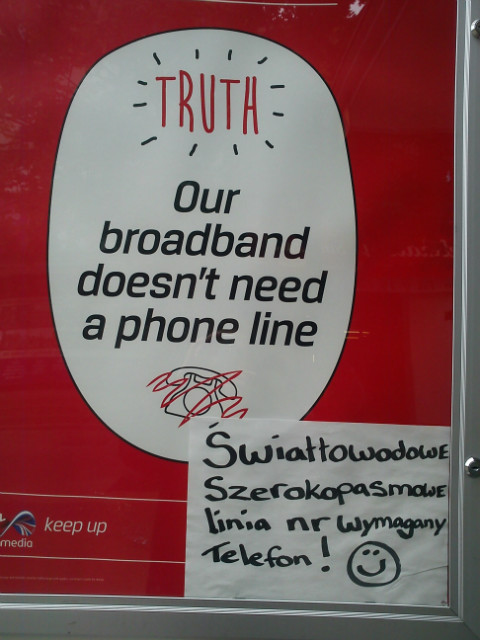 TRUTH
Our
broadband
doesn't need
a phone line
Światłowodowe
Szerokopasmowe
linia nr wymagany
Telefon!
keep up
media